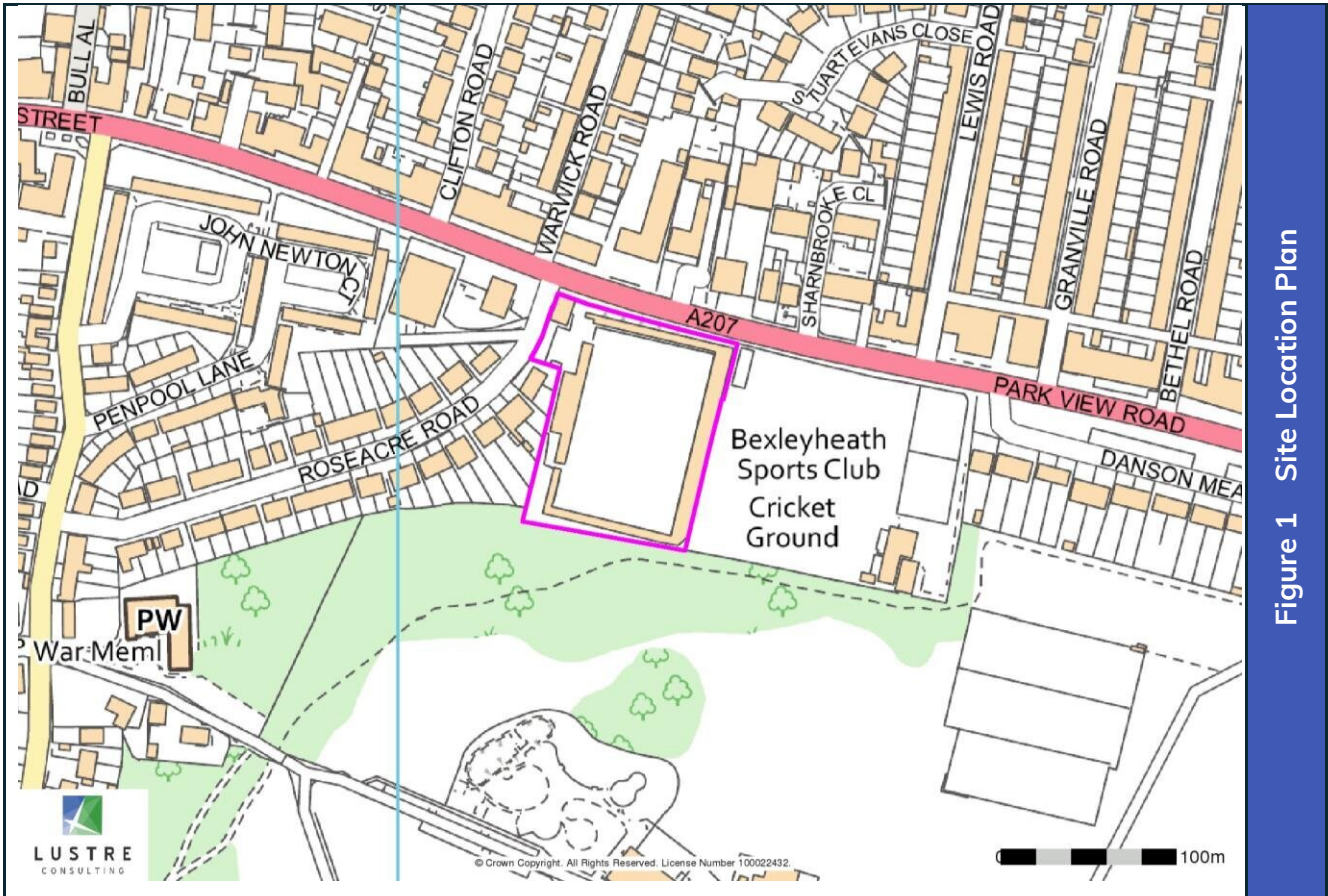 BULL AL
STREET
CLIFTON ROAD
WARWICK ROAD
STUART EVANS CLOSE
LEWIS ROAD
GRANVILLE ROAD
BETHEL ROAD
SHARNBROOKE CL
JOHN NEWTON CT
A207
PARK VIEW ROAD
PENPOOL LANE
ROSEACRE ROAD
DANSON MEA
Bexleyheath
Sports Club
Cricket
Ground
PW
War Meml
LUSTRE
CONSULTING
© Crown Copyright. All Rights Reserved. License Number 100022432.
0
100m
Figure 1 Site Location Plan